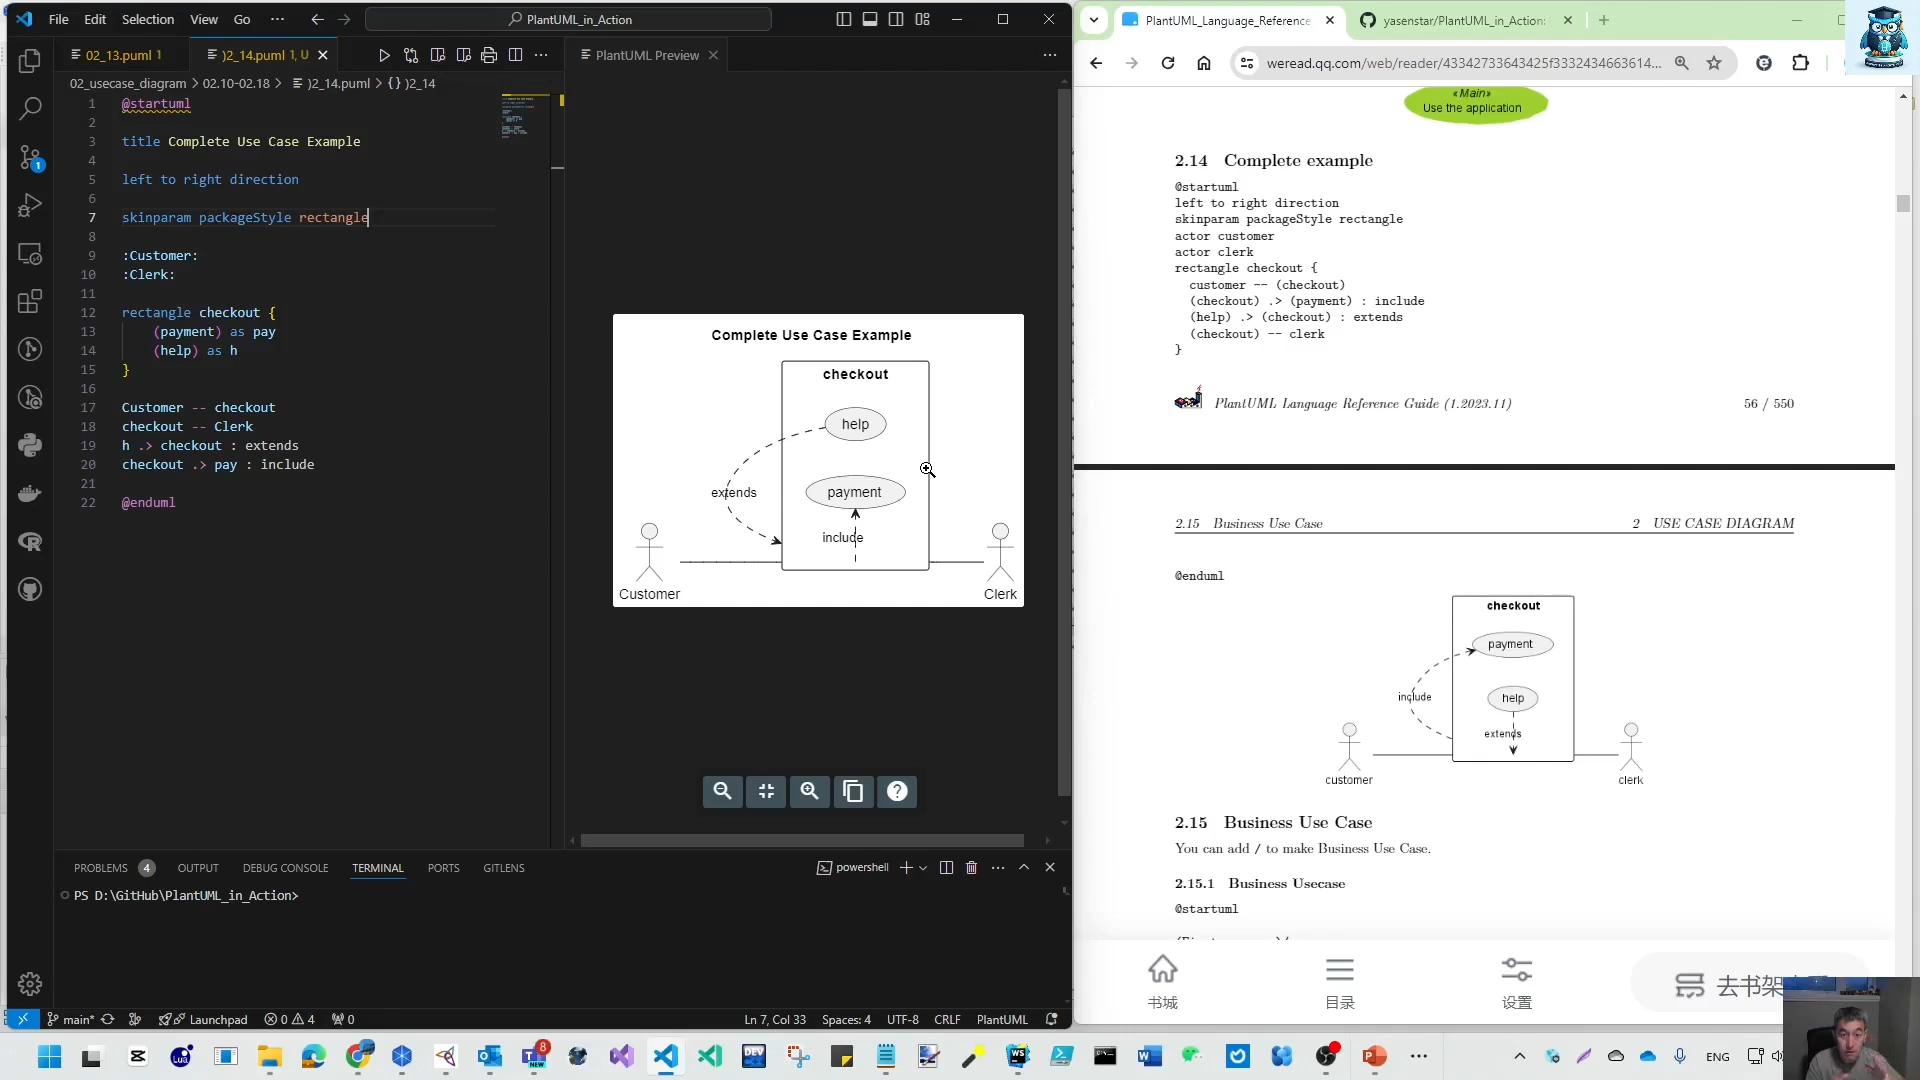 File Edit Selection View Go ··· PlantUML_in_Action
02_13.puml 1 )2_14.puml 1, U PlantUML Preview
02_usecase_diagram > 02.10-02.18 > )2_14.puml > {} )2_14
1 @startuml
2
3 title Complete Use Case Example
4
5 left to right direction
6
7 skinparam packageStyle rectangle
8
9 :Customer:
10 :Clerk:
11
12 rectangle checkout {
13 (payment) as pay
14 (help) as h
15 }
16
17 Customer -- checkout
18 checkout -- Clerk
19 h .> checkout : extends
20 checkout .> pay : include
21
22 @enduml
Complete Use Case Example
checkout
help
extends
payment
include
Customer
Clerk
PROBLEMS 4 OUTPUT DEBUG CONSOLE TERMINAL PORTS GITLENS powershell
PS D:\GitHub\PlantUML_in_Action>
main* Launchpad 0 4 0 Ln 7, Col 33 Spaces: 4 UTF-8 CRLF PlantUML
PlantUML_Language_Reference yasenstar/PlantUML_in_Action:
weread.qq.com/web/reader/43342733643425f3332434663614...
«Main»
Use the application
2.14 Complete example
@startuml
left to right direction
skinparam packageStyle rectangle
actor customer
actor clerk
rectangle checkout {
customer -- (checkout)
(checkout) .> (payment) : include
(help) .> (checkout) : extends
(checkout) -- clerk
}
PlantUML Language Reference Guide (1.2023.11) 56 / 550
2.15 Business Use Case 2 USE CASE DIAGRAM
@enduml
checkout
payment
include
help
extends
customer
clerk
2.15 Business Use Case
You can add / to make Business Use Case.
2.15.1 Business Usecase
@startuml
书城
目录
设置
去书架
ENG